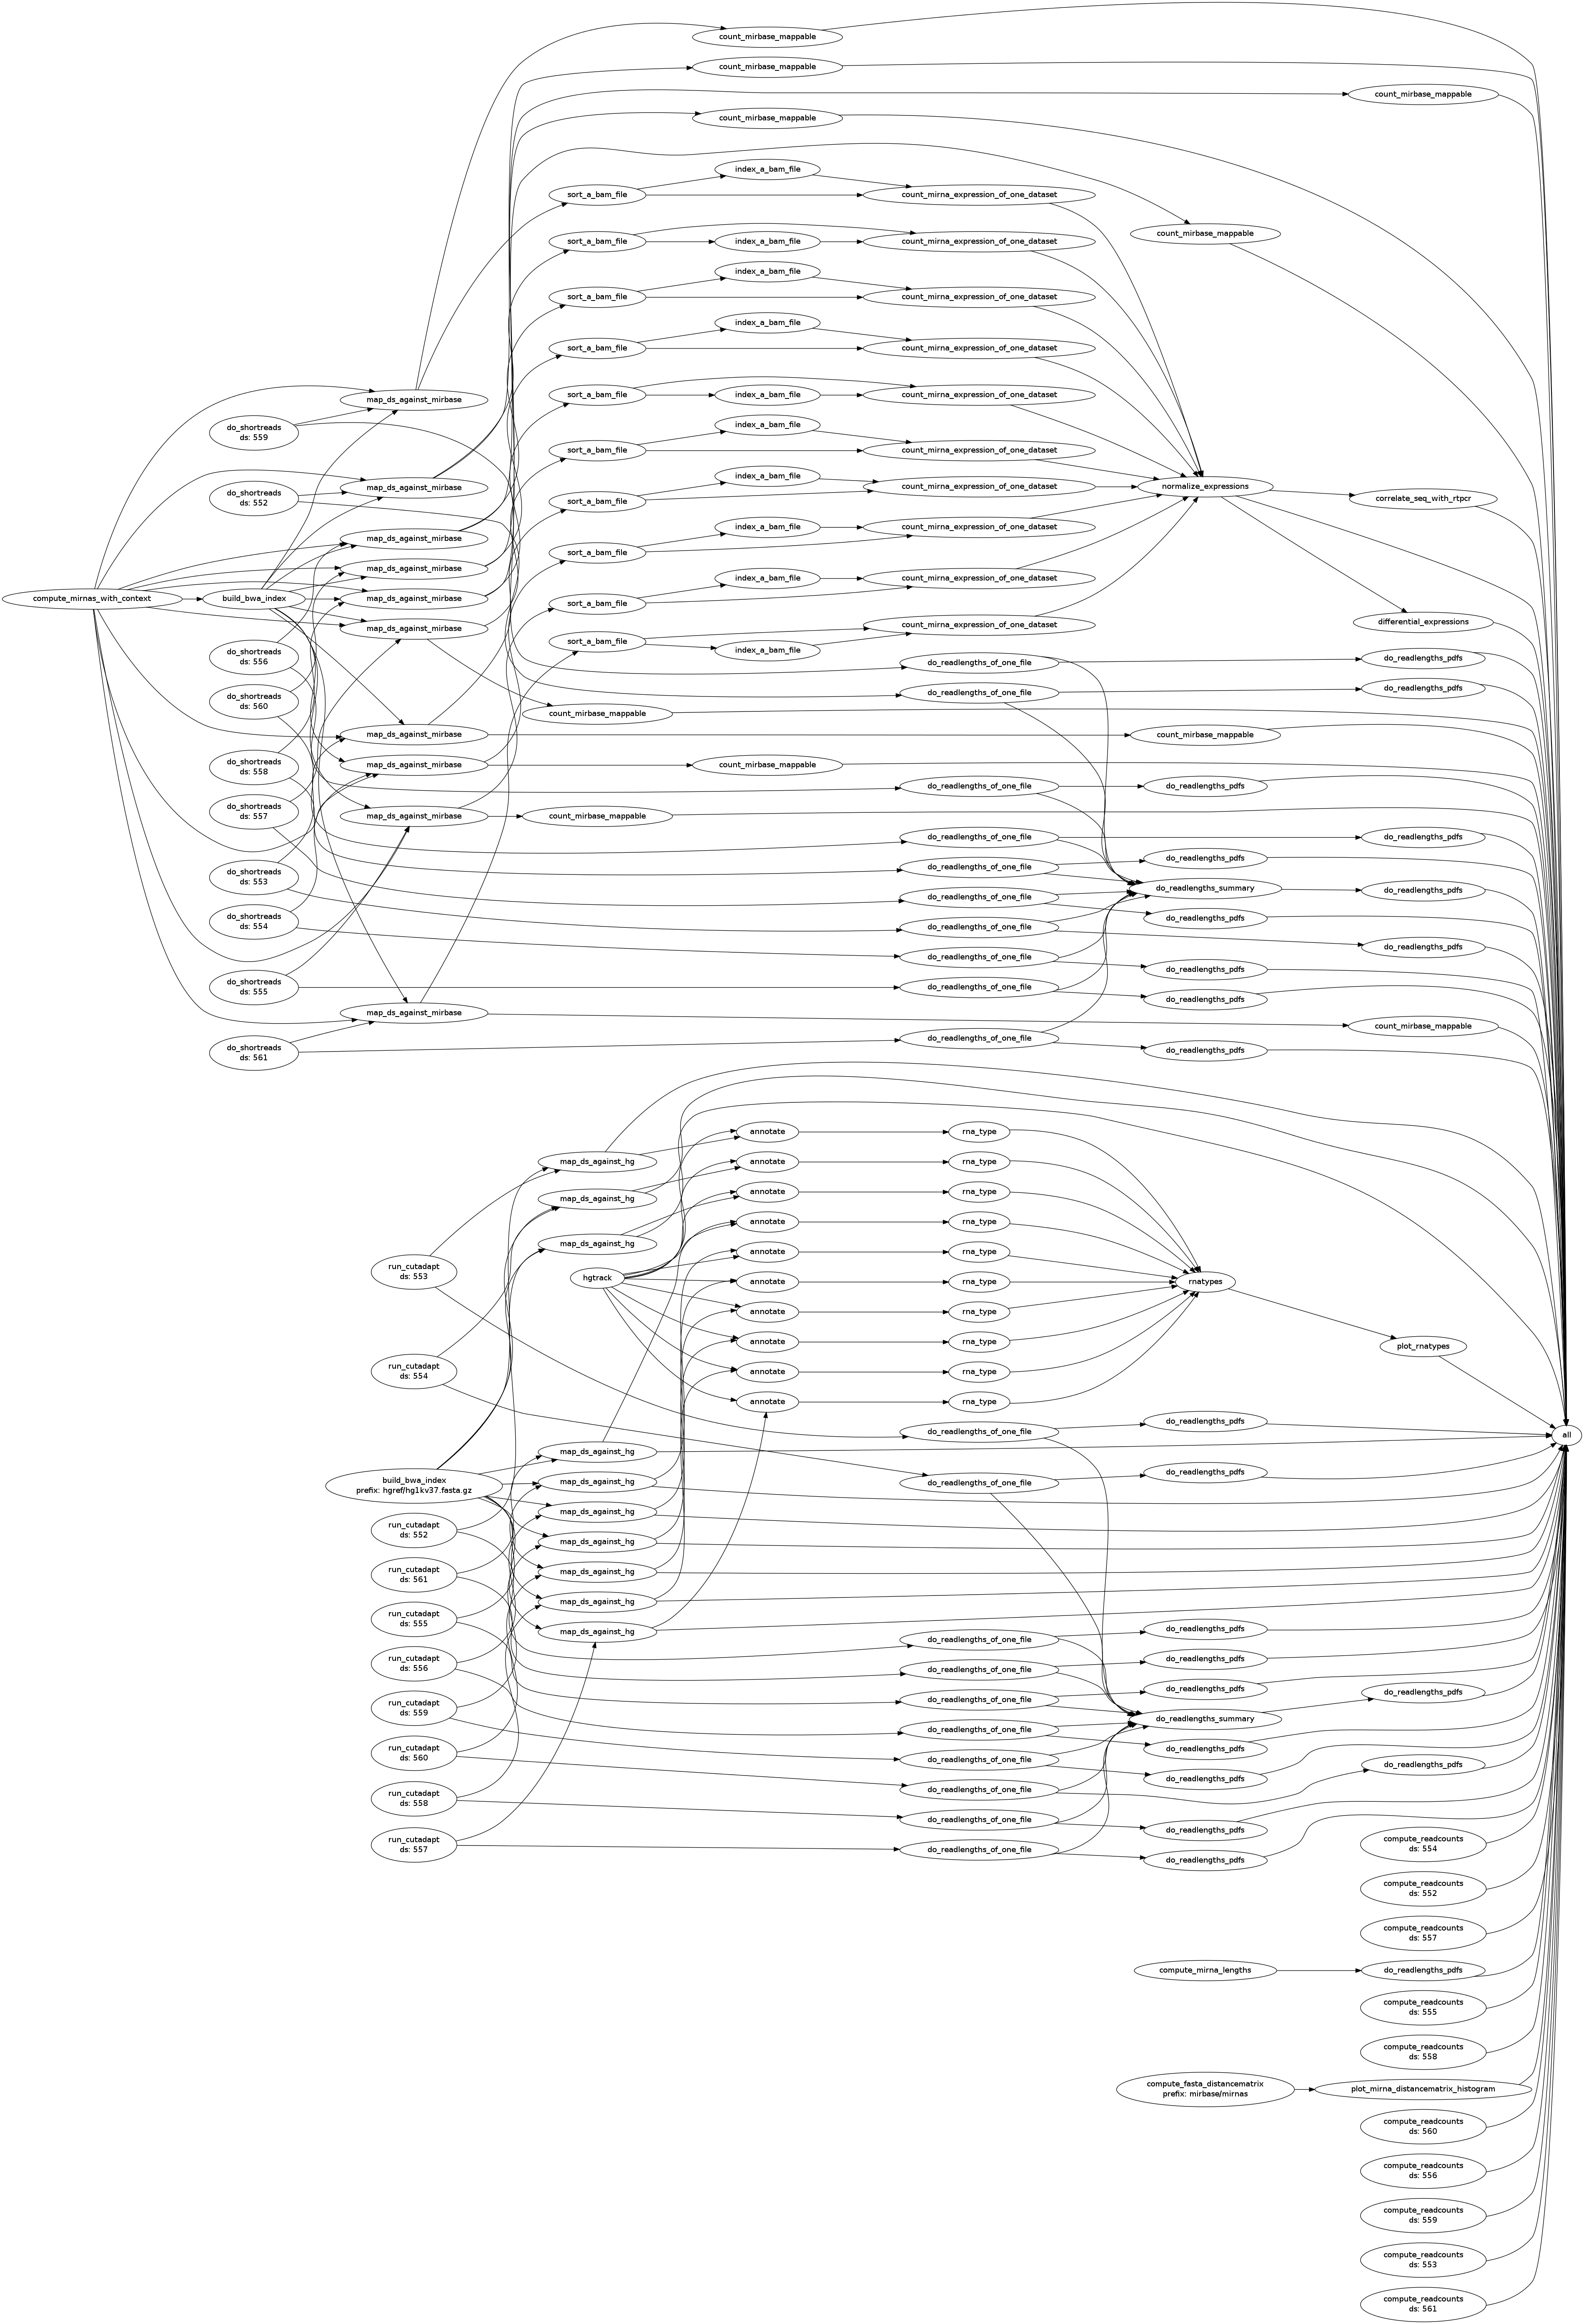 count_mirbase_mappable
count_mirbase_mappable
count_mirbase_mappable
count_mirbase_mappable
index_a_bam_file
sort_a_bam_file
count_mirna_expression_of_one_dataset
count_mirbase_mappable
sort_a_bam_file
index_a_bam_file
count_mirna_expression_of_one_dataset
index_a_bam_file
sort_a_bam_file
count_mirna_expression_of_one_dataset
index_a_bam_file
sort_a_bam_file
count_mirna_expression_of_one_dataset
sort_a_bam_file
index_a_bam_file
count_mirna_expression_of_one_dataset
map_ds_against_mirbase
do_shortreads
ds: 559
index_a_bam_file
sort_a_bam_file
count_mirna_expression_of_one_dataset
index_a_bam_file
map_ds_against_mirbase
count_mirna_expression_of_one_dataset
normalize_expressions
do_shortreads
ds: 552
sort_a_bam_file
correlate_seq_with_rtpcr
index_a_bam_file
count_mirna_expression_of_one_dataset
map_ds_against_mirbase
sort_a_bam_file
map_ds_against_mirbase
index_a_bam_file
count_mirna_expression_of_one_dataset
compute_mirnas_with_context
build_bwa_index
map_ds_against_mirbase
sort_a_bam_file
differential_expressions
map_ds_against_mirbase
count_mirna_expression_of_one_dataset
sort_a_bam_file
index_a_bam_file
do_shortreads
ds: 556
do_readlengths_of_one_file
do_readlengths_pdfs
do_readlengths_of_one_file
do_readlengths_pdfs
do_shortreads
ds: 560
count_mirbase_mappable
map_ds_against_mirbase
count_mirbase_mappable
do_shortreads
ds: 558
map_ds_against_mirbase
count_mirbase_mappable
do_readlengths_of_one_file
do_readlengths_pdfs
do_shortreads
ds: 557
map_ds_against_mirbase
count_mirbase_mappable
do_readlengths_of_one_file
do_readlengths_pdfs
do_readlengths_of_one_file
do_readlengths_pdfs
do_shortreads
ds: 553
do_readlengths_summary
do_readlengths_pdfs
do_readlengths_of_one_file
do_readlengths_pdfs
do_shortreads
ds: 554
do_readlengths_of_one_file
do_readlengths_pdfs
do_readlengths_of_one_file
do_readlengths_pdfs
do_shortreads
ds: 555
do_readlengths_of_one_file
do_readlengths_pdfs
map_ds_against_mirbase
count_mirbase_mappable
do_shortreads
ds: 561
do_readlengths_of_one_file
do_readlengths_pdfs
annotate
rna_type
map_ds_against_hg
annotate
rna_type
map_ds_against_hg
annotate
rna_type
annotate
rna_type
map_ds_against_hg
annotate
rna_type
run_cutadapt
ds: 553
hgtrack
annotate
rna_type
rnatypes
annotate
rna_type
annotate
rna_type
plot_rnatypes
run_cutadapt
ds: 554
annotate
rna_type
annotate
rna_type
do_readlengths_of_one_file
do_readlengths_pdfs
all
map_ds_against_hg
build_bwa_index
prefix: hgref/hg1kv37.fasta.gz
map_ds_against_hg
do_readlengths_of_one_file
do_readlengths_pdfs
map_ds_against_hg
run_cutadapt
ds: 552
map_ds_against_hg
run_cutadapt
ds: 561
map_ds_against_hg
map_ds_against_hg
run_cutadapt
ds: 555
map_ds_against_hg
do_readlengths_of_one_file
do_readlengths_pdfs
run_cutadapt
ds: 556
do_readlengths_of_one_file
do_readlengths_pdfs
do_readlengths_of_one_file
do_readlengths_pdfs
do_readlengths_pdfs
run_cutadapt
ds: 559
do_readlengths_summary
do_readlengths_of_one_file
do_readlengths_pdfs
run_cutadapt
ds: 560
do_readlengths_of_one_file
do_readlengths_pdfs
do_readlengths_pdfs
do_readlengths_of_one_file
run_cutadapt
ds: 558
do_readlengths_of_one_file
do_readlengths_pdfs
run_cutadapt
ds: 557
do_readlengths_of_one_file
do_readlengths_pdfs
compute_readcounts
ds: 554
compute_readcounts
ds: 552
compute_readcounts
ds: 557
compute_mirna_lengths
do_readlengths_pdfs
compute_readcounts
ds: 555
compute_readcounts
ds: 558
compute_fasta_distancematrix
prefix: mirbase/mirnas
plot_mirna_distancematrix_histogram
compute_readcounts
ds: 560
compute_readcounts
ds: 556
compute_readcounts
ds: 559
compute_readcounts
ds: 553
compute_readcounts
ds: 561